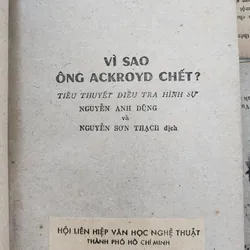 VÌ SAO
ÔNG ACKROYD CHẾT?
TIỂU THUYẾT ĐIỀU TRA HÌNH SỰ
NGUYỄN ANH DŨNG
và
NGUYỄN SƠN THẠCH dịch
HỘI LIÊN HIỆP VĂN HỌC NGHỆ THUẬT
THÀNH PHỐ HỒ CHÍ MINH